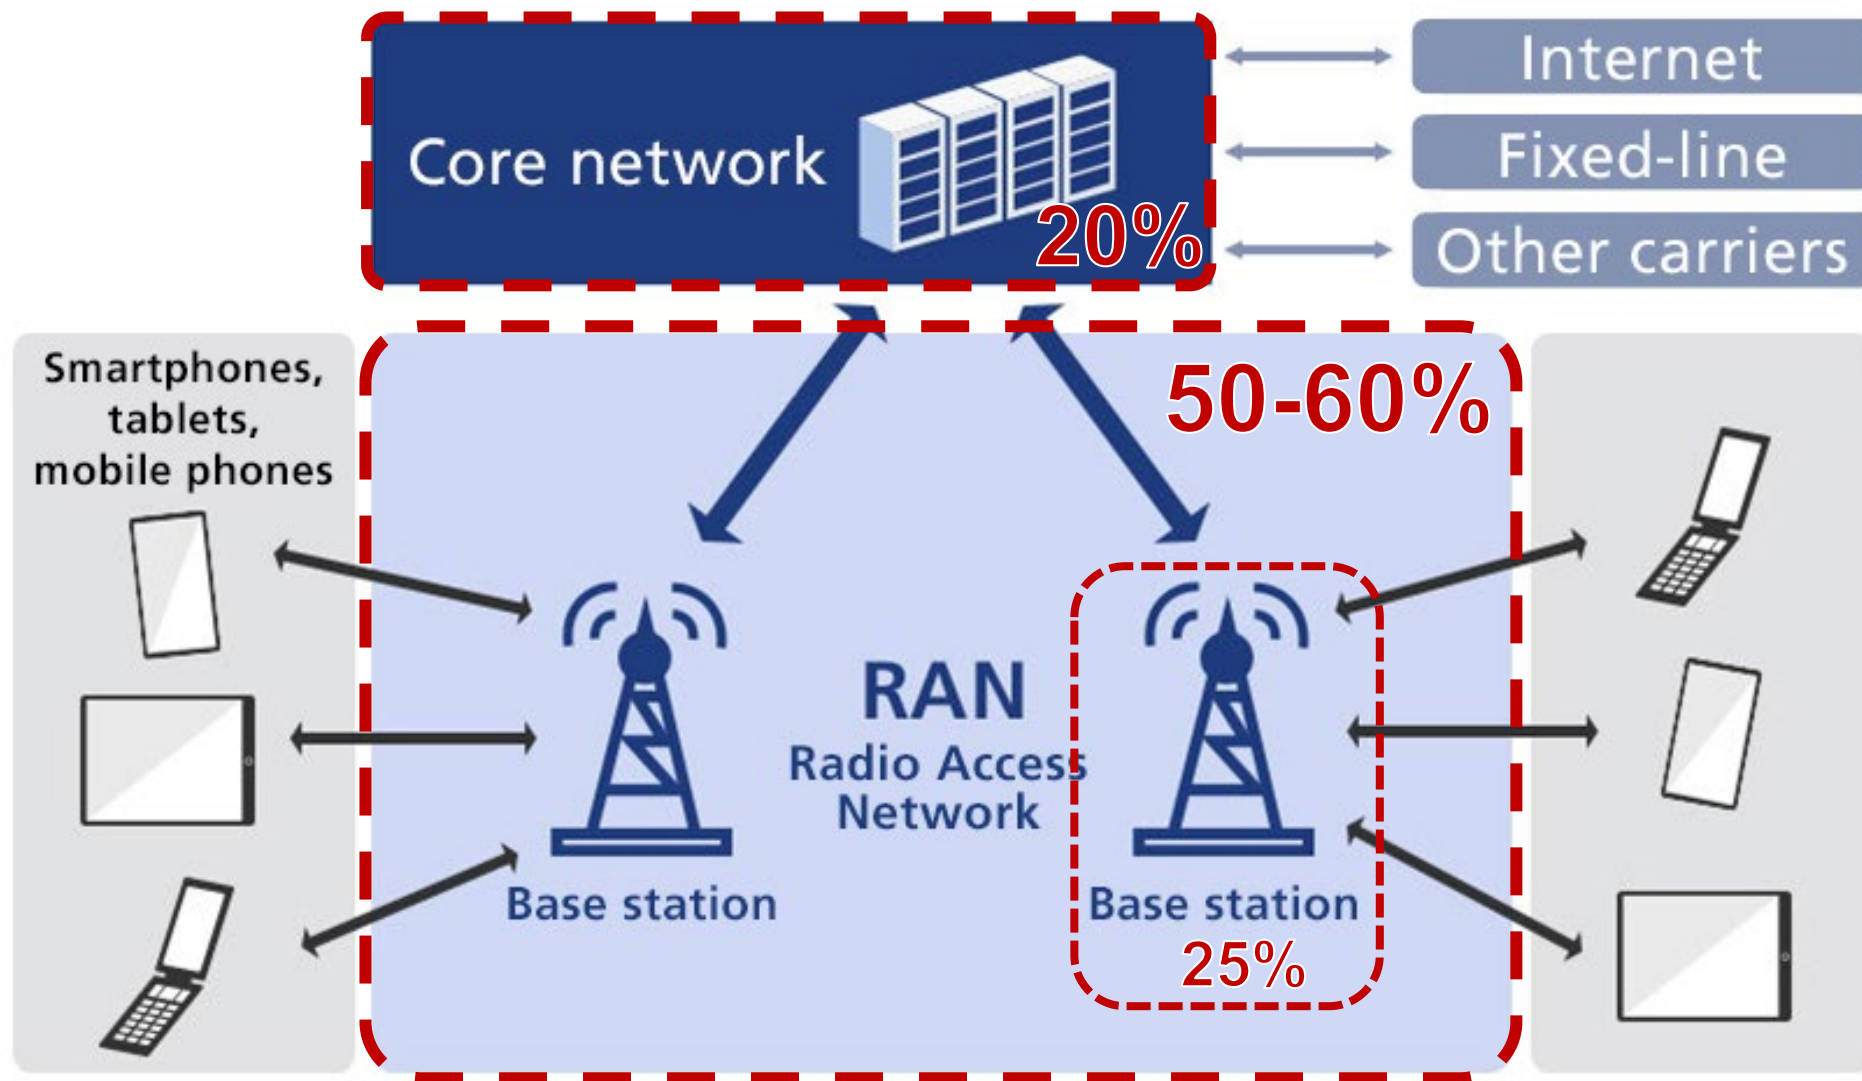 Core network
20%
Internet
Fixed-line
Other carriers
Smartphones,
tablets,
mobile phones
50-60%
RAN
Radio Access
Network
Base station
Base station
25%